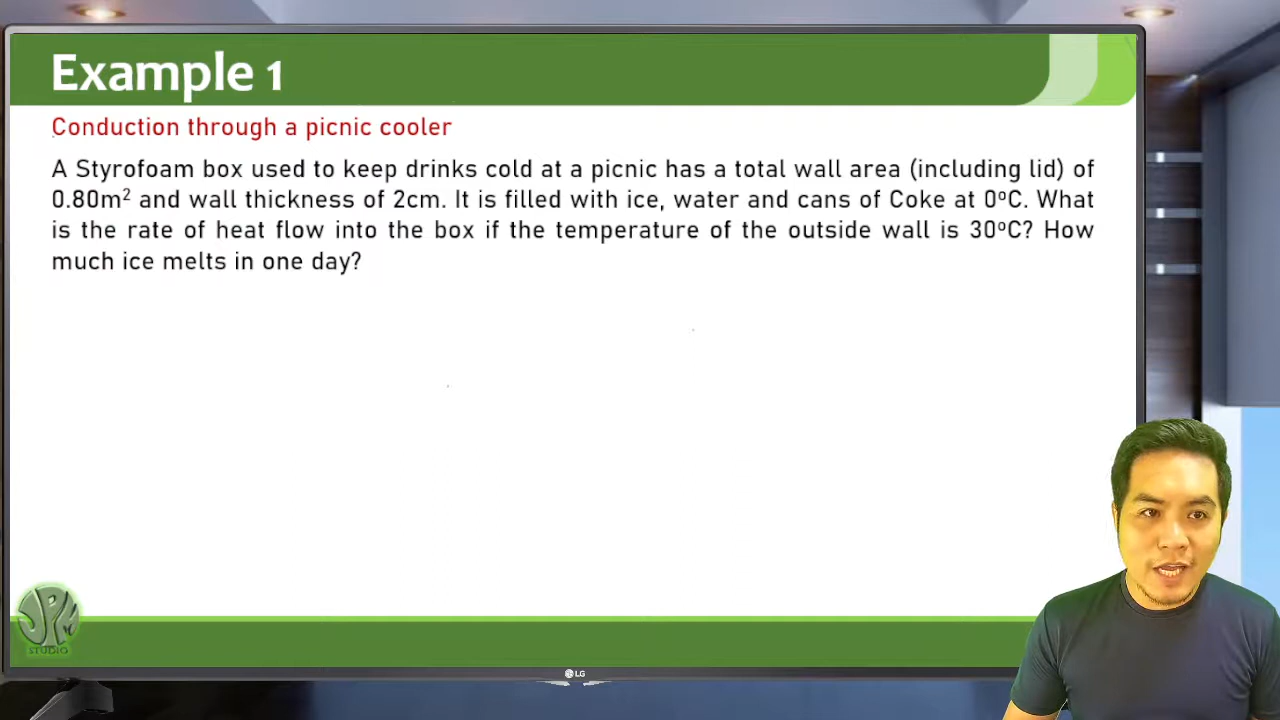 Example 1
Conduction through a picnic cooler
A Styrofoam box used to keep drinks cold at a picnic has a total wall area (including lid) of
0.80m² and wall thickness of 2cm. It is filled with ice, water and cans of Coke at 0ᵒC. What
is the rate of heat flow into the box if the temperature of the outside wall is 30ᵒC? How
much ice melts in one day?
JPM
STUDIO
LG